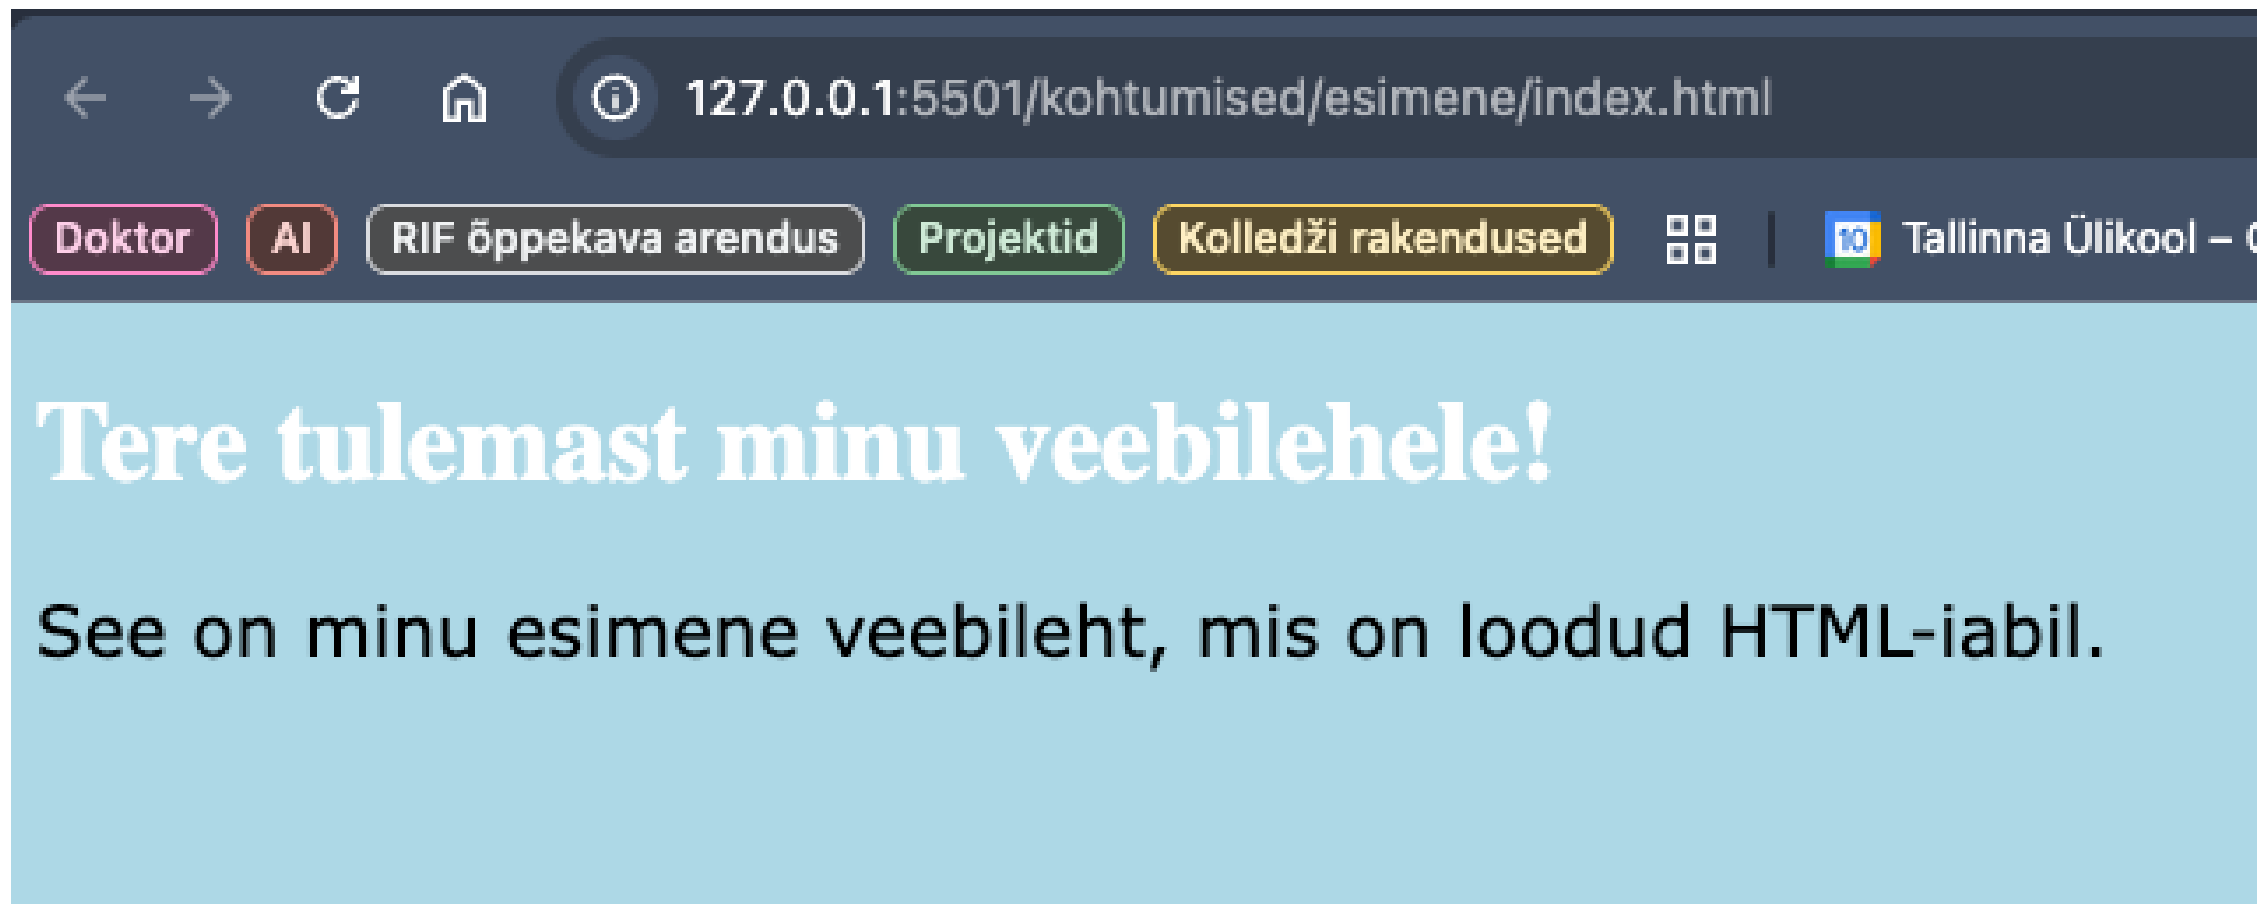 127.0.0.1:5501/kohtumised/esimene/index.html
Doktor AI RIF õppekava arendus Projektid Kolledži rakendused 10 Tallinna Ülikool –
Tere tulemast minu veebilehele!
See on minu esimene veebileht, mis on loodud HTML-iabil.